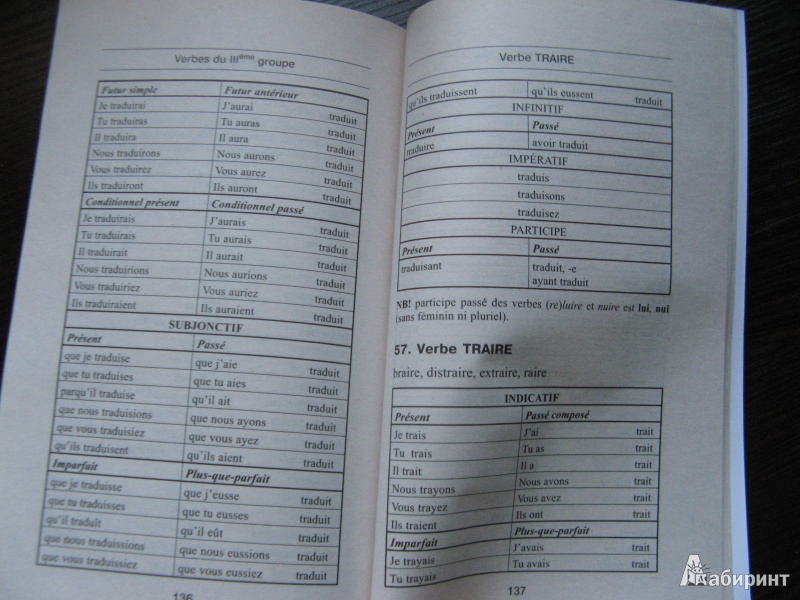 Verbes du IIIème groupe
Futur simple Futur antérieur
Je traduirai J'aurai traduit
Tu traduiras Tu auras traduit
Il traduira Il aura traduit
Nous traduirons Nous aurons traduit
Vous traduirez Vous aurez traduit
Ils traduiront Ils auront traduit
Conditionnel présent Conditionnel passé
Je traduirais J'aurais traduit
Tu traduirais Tu aurais traduit
Il traduirait Il aurait traduit
Nous traduirions Nous aurions traduit
Vous traduiriez Vous auriez traduit
Ils traduiraient Ils auraient traduit
SUBJONCTIF
Présent Passé
que je traduise que j'aie traduit
que tu traduises que tu aies traduit
parqu'il traduise qu'il ait traduit
que nous traduisions que nous ayons traduit
que vous traduisiez que vous ayez traduit
qu'ils traduisent qu'ils aient traduit
Imparfait Plus-que-parfait
que je traduisse que j'eusse traduit
que tu traduisses que tu eusses traduit
qu'il traduît qu'il eût traduit
que nous traduissions que nous eussions traduit
que vous traduissiez que vous eussiez traduit
136
Verbe TRAIRE
qu'ils traduissent qu'ils eussent traduit
INFINITIF
Présent Passé
traduire avoir traduit
IMPÉRATIF
traduis
traduisons
traduisez
PARTICIPE
Présent Passé
traduisant traduit, -e
ayant traduit
NB! participe passé des verbes (re)luire et nuire est lui, nui
(sans féminin ni pluriel).
57. Verbe TRAIRE
braire, distraire, extraire, raire
INDICATIF
Présent Passé composé
Je trais J'ai trait
Tu trais Tu as trait
Il trait Il a trait
Nous trayons Nous avons trait
Vous trayez Vous avez trait
Ils traient Ils ont trait
Imparfait Plus-que-parfait
Je trayais J'avais trait
Tu trayais Tu avais trait
137
Лабиринт